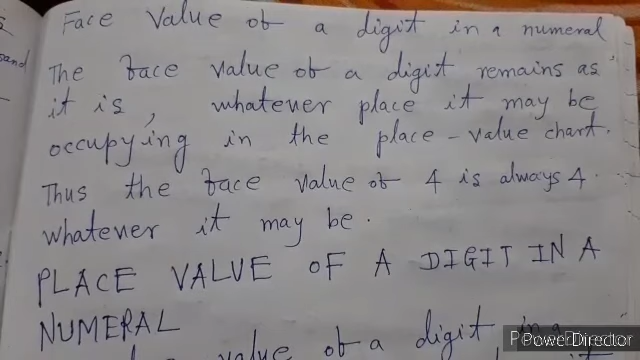 Face Value of a digit in a numeral
The face value of a digit remains as
it is, whatever place it may be
occupying in the place-value chart.
Thus the face value of 4 is always 4.
whatever it may be.
PLACE VALUE OF A DIGIT IN A
NUMERAL
value of a digit in a
PowerDirector